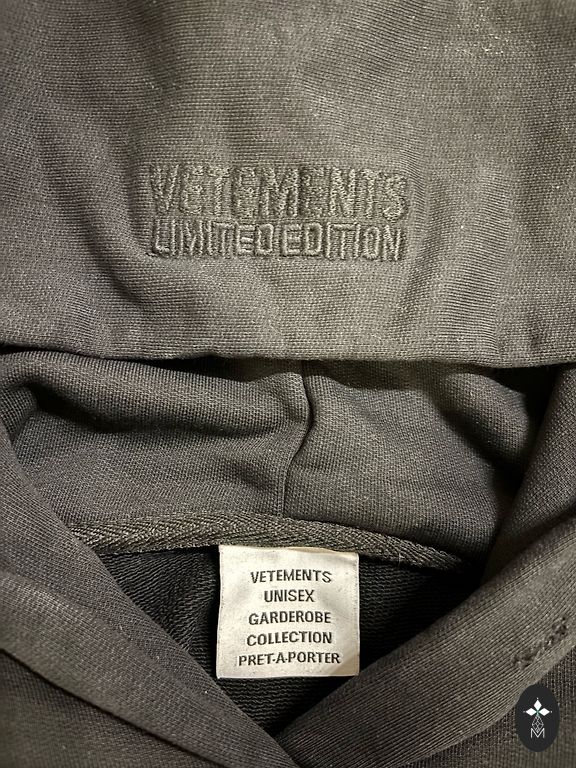 VETEMENTS
LIMITED EDITION
VETEMENTS
UNISEX
GARDEROBE
COLLECTION
PRET-A-PORTER
M